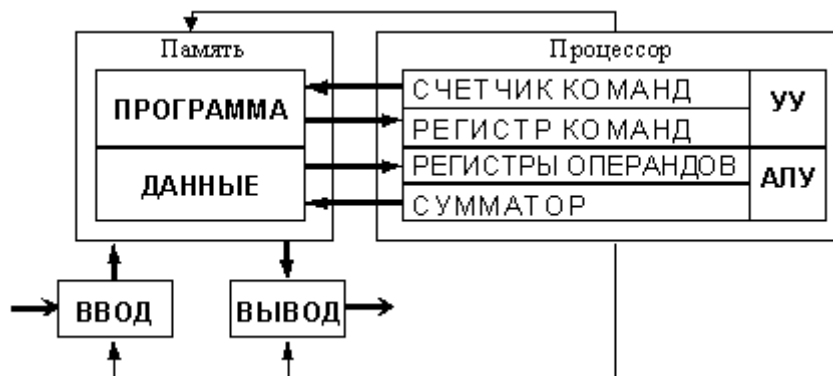 Память
Процессор
ПРОГРАММА
ДАННЫЕ
СЧЕТЧИК КОМАНД
РЕГИСТР КОМАНД
УУ
РЕГИСТРЫ ОПЕРАНДОВ
СУММАТОР
АЛУ
ВВОД
ВЫВОД